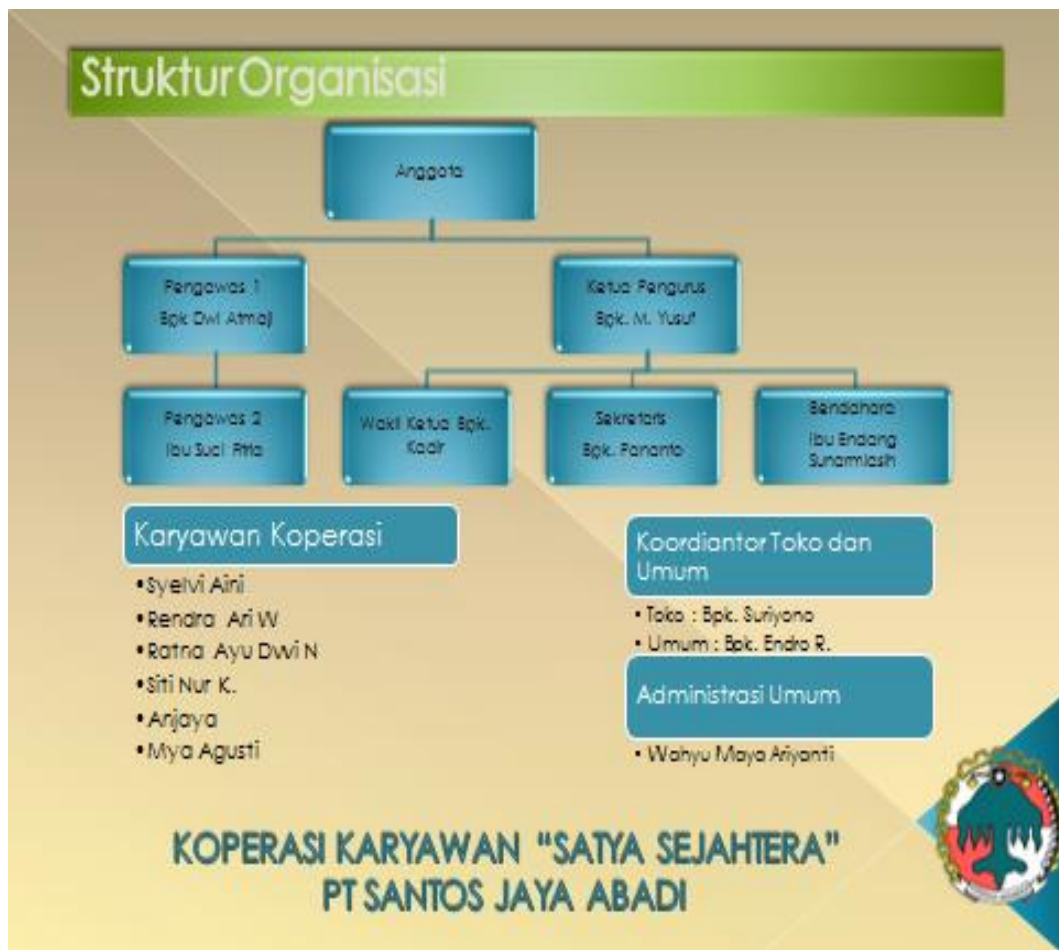 Struktur Organisasi
Anggota
Pengawas 1
Bpk Dwi Atmaji
Ketua Pengurus
Bpk. M. Yusuf
Pengawas 2
Ibu Suci Fitria
Wakil Ketua Bpk.
Kadir
Sekretaris
Bpk. Pananto
Bendahara
Ibu Endang
Sunarmiasih
Karyawan Koperasi
•Syelvi Aini
•Rendra Ari W
•Ratna Ayu Dwi N
•Siti Nur K.
•Anjaya
•Mya Agusti
Koordiantor Toko dan
Umum
• Toko : Bpk. Suriyono
• Umum : Bpk. Endro R.
Administrasi Umum
• Wahyu Maya Ariyanti
KOPERASI KARYAWAN “SATYA SEJAHTERA”
PT SANTOS JAYA ABADI